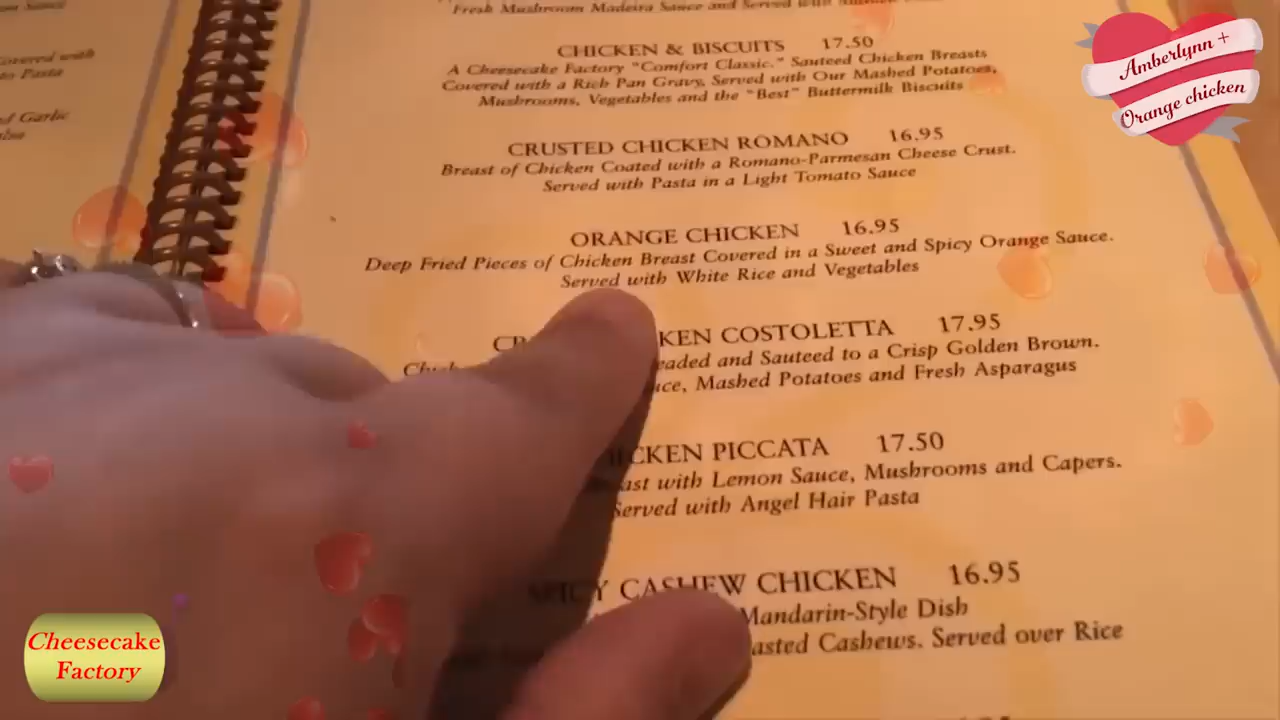 Fresh Mushroom Madeira Sauce and Served with
CHICKEN & BISCUITS 17.50
A Cheesecake Factory "Comfort Classic." Sauteed Chicken Breasts
Covered with a Rich Pan Gravy, Served with Our Mashed Potatoes,
Mushrooms, Vegetables and the "Best" Buttermilk Biscuits
CRUSTED CHICKEN ROMANO 16.95
Breast of Chicken Coated with a Romano-Parmesan Cheese Crust.
Served with Pasta in a Light Tomato Sauce
ORANGE CHICKEN 16.95
Deep Fried Pieces of Chicken Breast Covered in a Sweet and Spicy Orange Sauce.
Served with White Rice and Vegetables
COSTOLETTA 17.95
and Sauteed to a Crisp Golden Brown.
Mashed Potatoes and Fresh Asparagus
PICCATA 17.50
with Lemon Sauce, Mushrooms and Capers.
Served with Angel Hair Pasta
CASHEW CHICKEN 16.95
Mandarin-Style Dish
Cashews. Served over Rice
covered with
to Pasta
Garlic
Amberlynn +
Orange chicken
Cheesecake
Factory